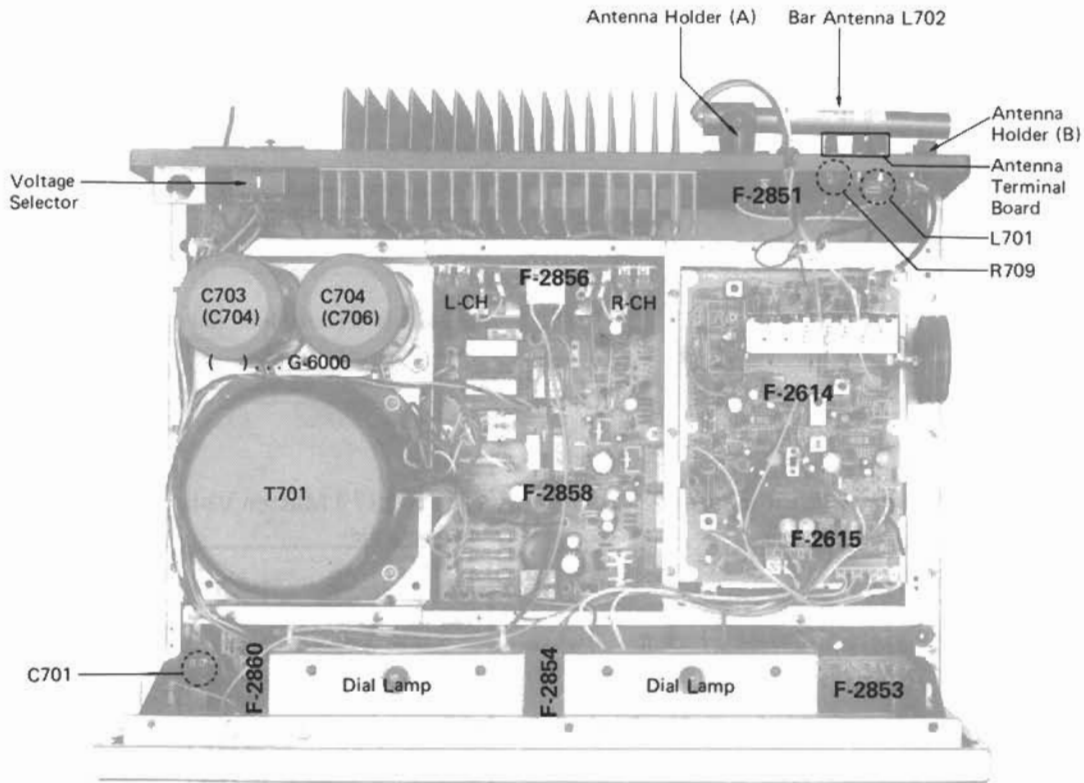 Antenna Holder (A)
Bar Antenna L702
Antenna
Holder (B)
Antenna
Terminal
Board
Voltage
Selector
F-2851
L701
R709
C703
(C704)
C704
(C706)
L-CH
F-2856
R-CH
( ) . . . G-6000
F-2614
T701
F-2858
F-2615
C701
F-2860
Dial Lamp
F-2854
Dial Lamp
F-2853